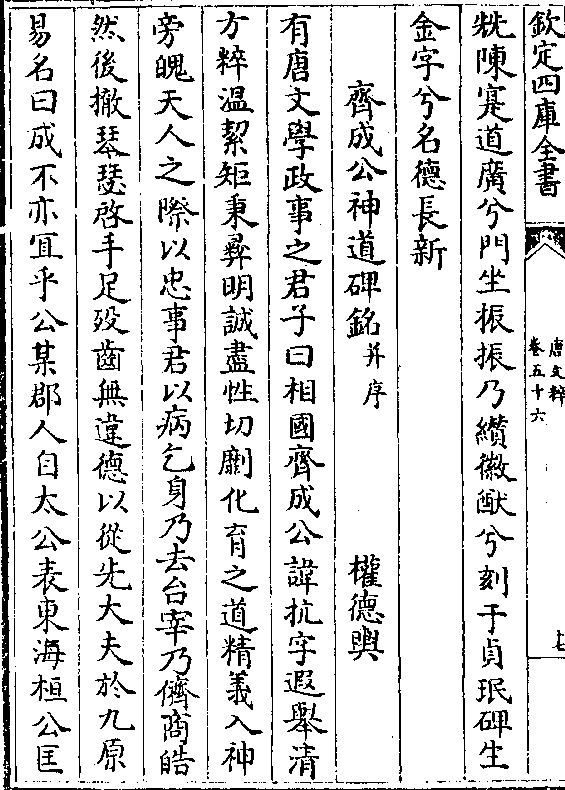 欽定四庫全書
唐文粹
卷五十六
七
㲘陳寔道廣兮門坐振振乃纘徽猷兮刻于貞珉碑生
金字兮名德長新
齊成公神道碑銘并序 權德輿
有唐文學政事之君子曰相國齊成公諱抗字遐舉清
方粹温絜矩秉彛明誠盡性切劘化育之道精義入神
旁魄天人之際以忠事君以病乞身乃去台宰乃儕商皓
然後撤琴瑟啓手足殁齒無違德以從先大夫於九原
易名曰成不亦宜乎公某郡人自太公表東海桓公匡